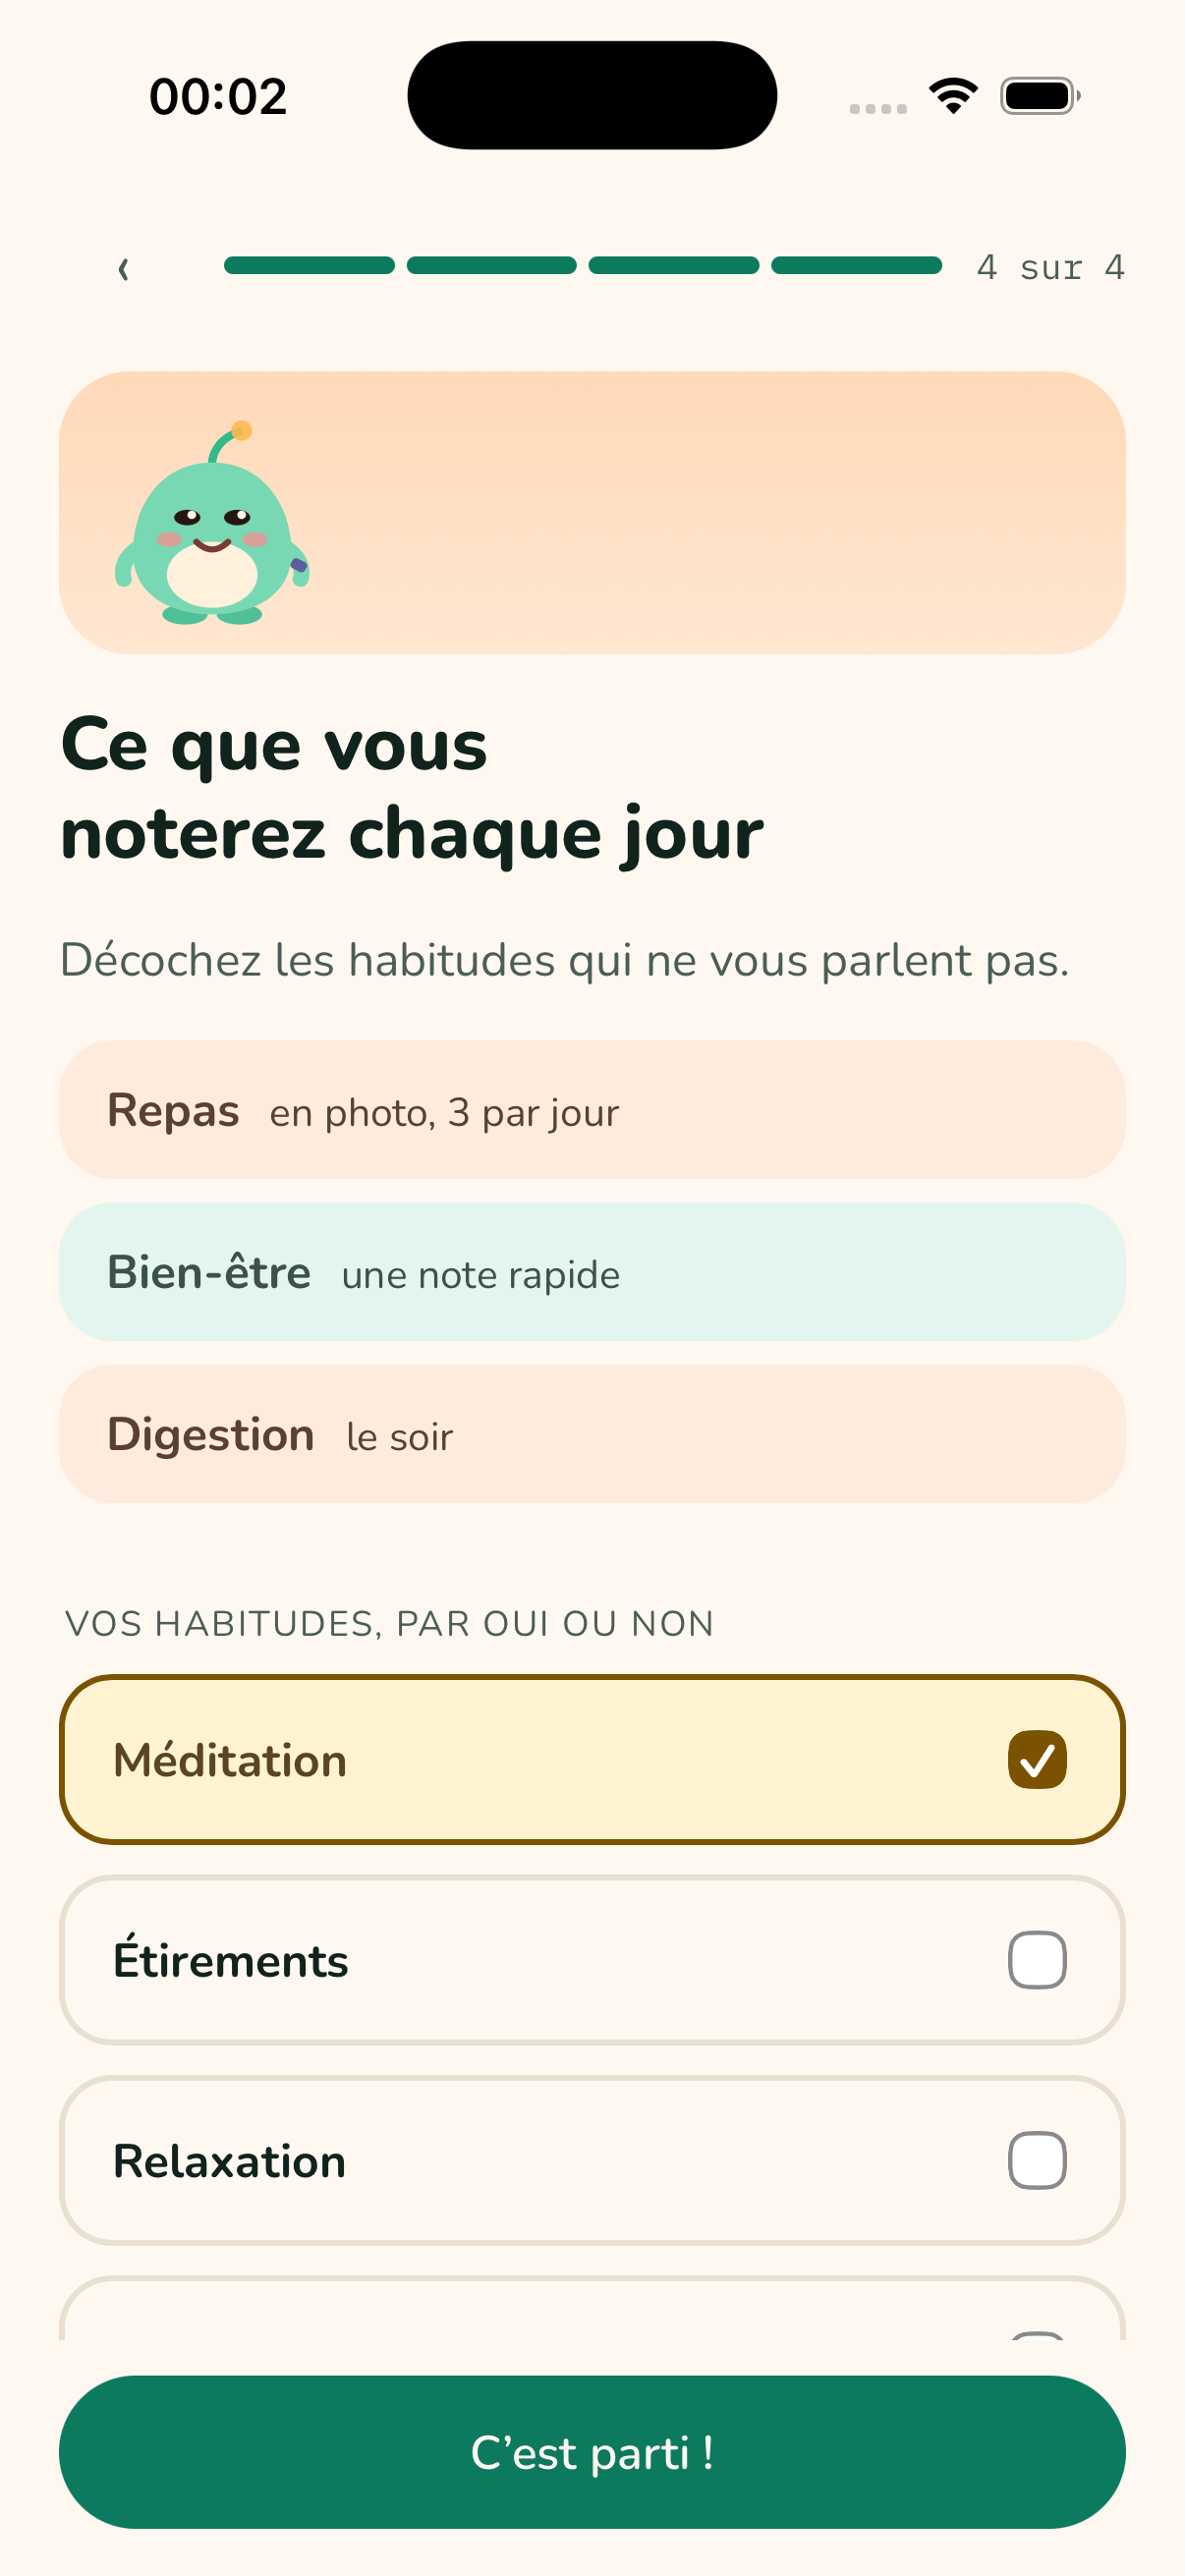 00:02
4 sur 4
Ce que vous
noterez chaque jour
Décochez les habitudes qui ne vous parlent pas.
Repas en photo, 3 par jour
Bien-être une note rapide
Digestion le soir
VOS HABITUDES, PAR OUI OU NON
Méditation
Étirements
Relaxation
C’est parti !